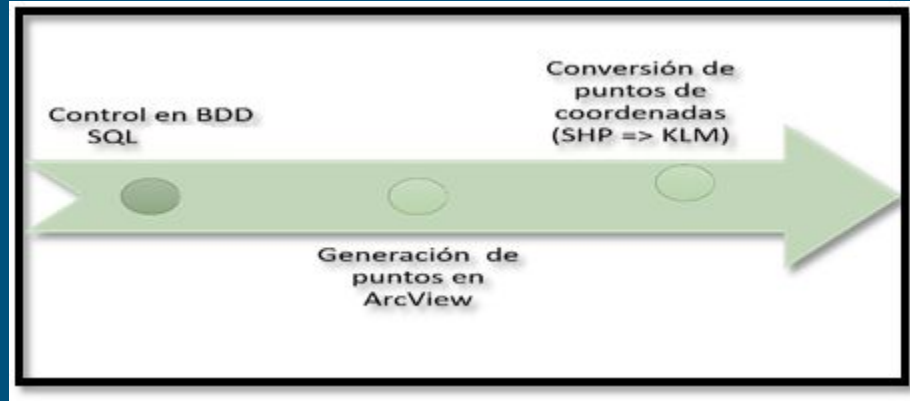 Control en BDD
SQL
Generación de
puntos en
ArcView
Conversión de
puntos de
coordenadas
(SHP => KLM)